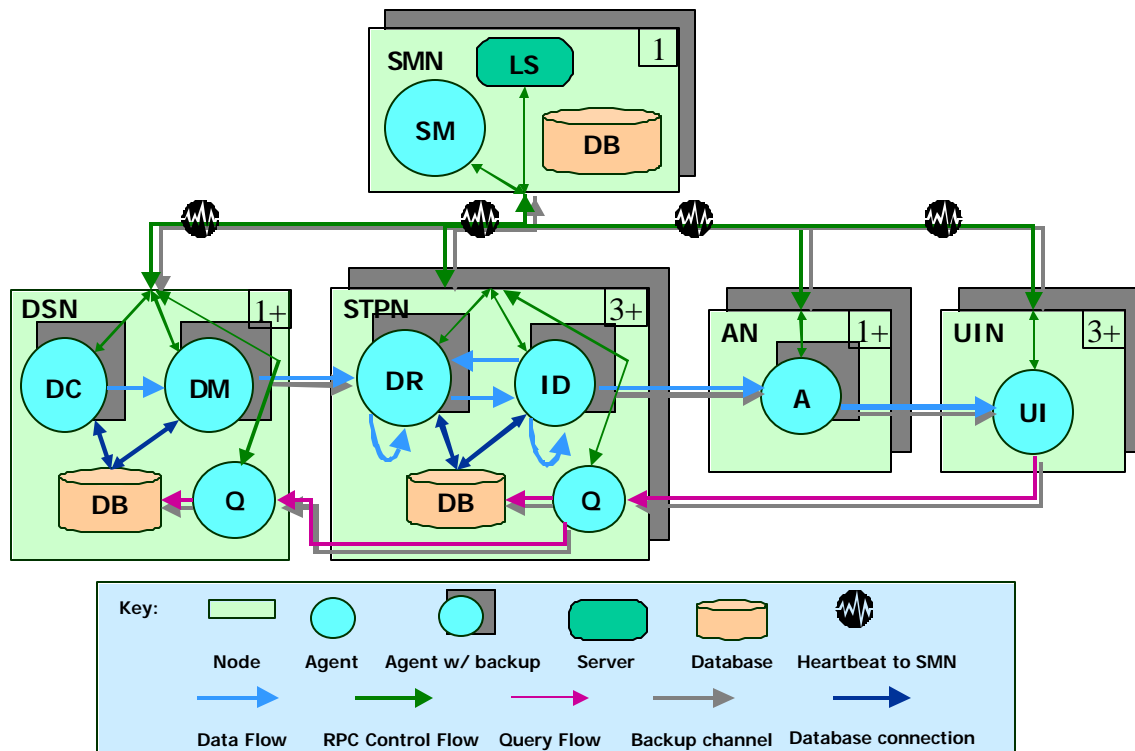 SMN
1
LS
SM
DB
DSN
1+
DC
DM
DB
Q
STPN
3+
DR
ID
DB
Q
AN
1+
A
UIN
3+
UI
Key:
Node Agent Agent w/ backup Server Database Heartbeat to SMN
Data Flow RPC Control Flow Query Flow Backup channel Database connection